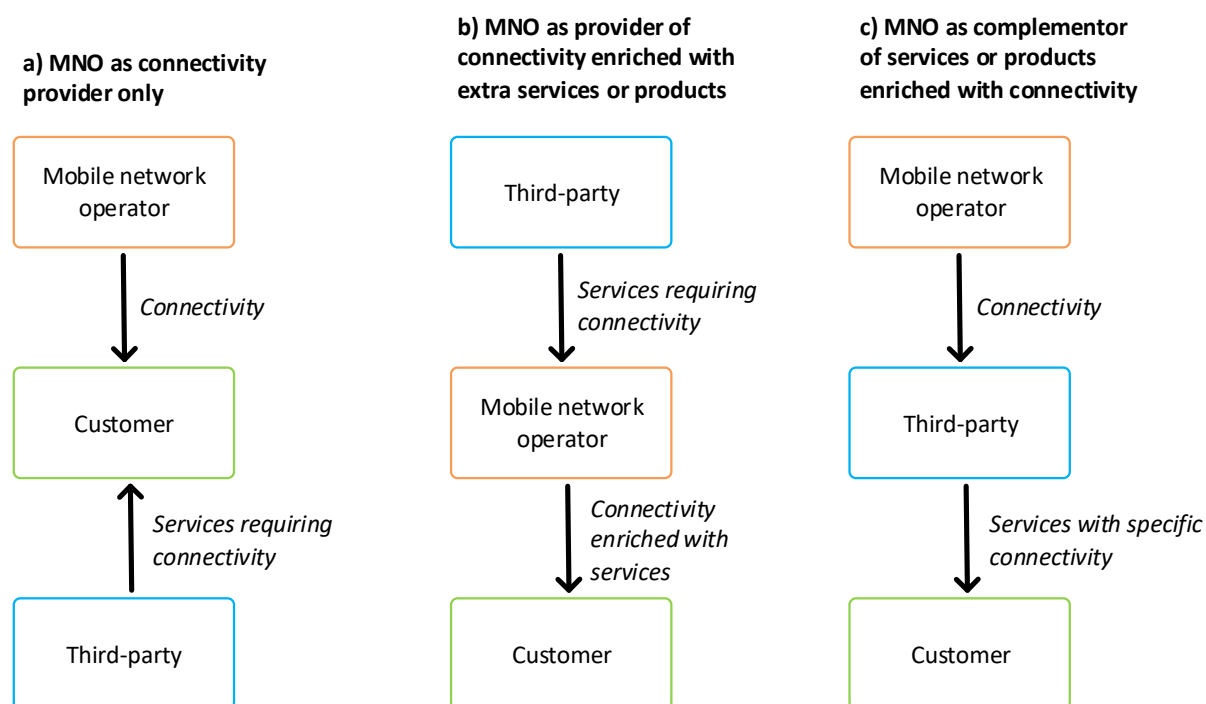 a) MNO as connectivity
provider only
Mobile network
operator
Connectivity
Customer
Services requiring
connectivity
Third-party
b) MNO as provider of
connectivity enriched with
extra services or products
Third-party
Services requiring
connectivity
Mobile network
operator
Connectivity
enriched with
services
Customer
c) MNO as complementor
of services or products
enriched with connectivity
Mobile network
operator
Connectivity
Third-party
Services with specific
connectivity
Customer